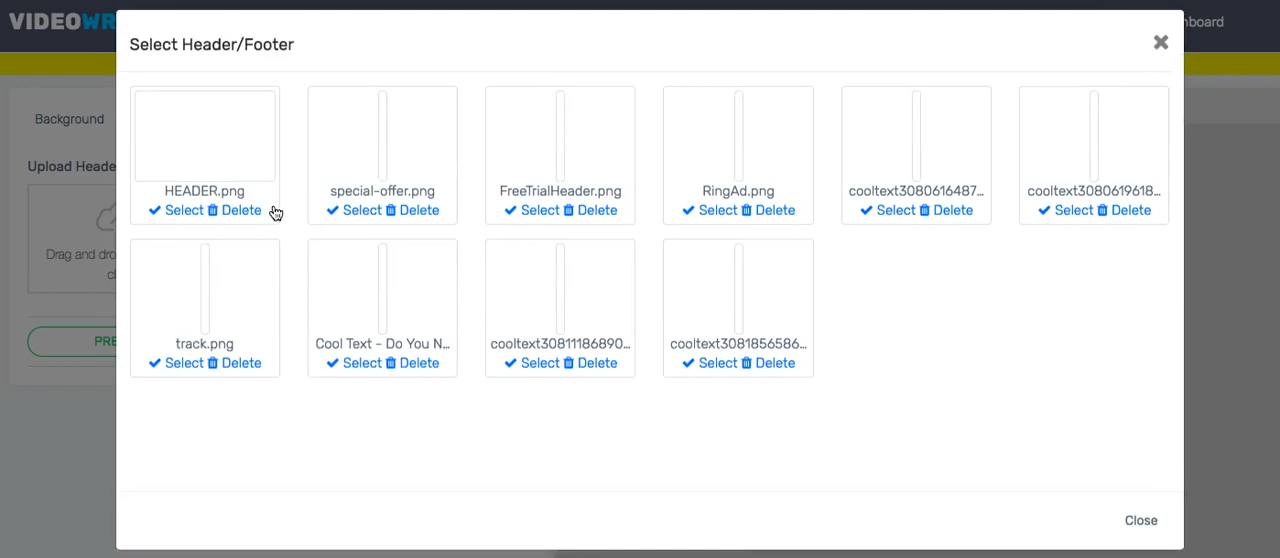 VIDEOWR
Select Header/Footer
board
Background
Upload Heade
Drag and dro
cl
PRE
HEADER.png
Select Delete
special-offer.png
Select Delete
FreeTrialHeader.png
Select Delete
RingAd.png
Select Delete
cooltext3080616487...
Select Delete
cooltext3080619618...
Select Delete
track.png
Select Delete
Cool Text - Do You N...
Select Delete
cooltext30811186890...
Select Delete
cooltext3081856586...
Select Delete
Close